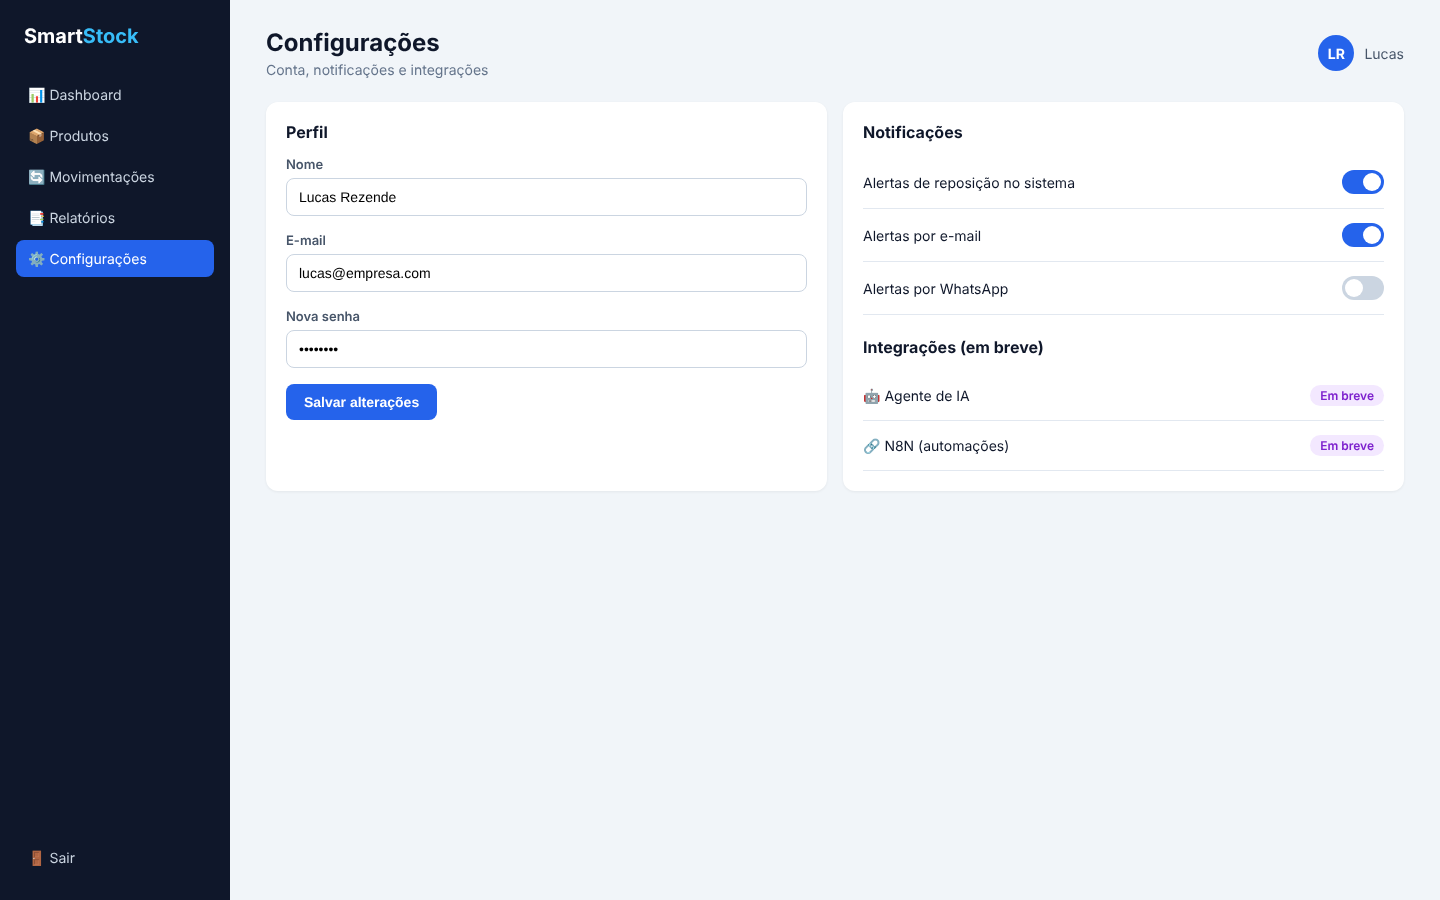 SmartStock
📊 Dashboard
📦 Produtos
🔄 Movimentações
📑 Relatórios
⚙️ Configurações
🚪 Sair
Configurações
Conta, notificações e integrações
LR Lucas
Perfil
Nome
Lucas Rezende
E-mail
lucas@empresa.com
Nova senha
••••••••
Salvar alterações
Notificações
Alertas de reposição no sistema
Alertas por e-mail
Alertas por WhatsApp
Integrações (em breve)
🤖 Agente de IA Em breve
🔗 N8N (automações) Em breve